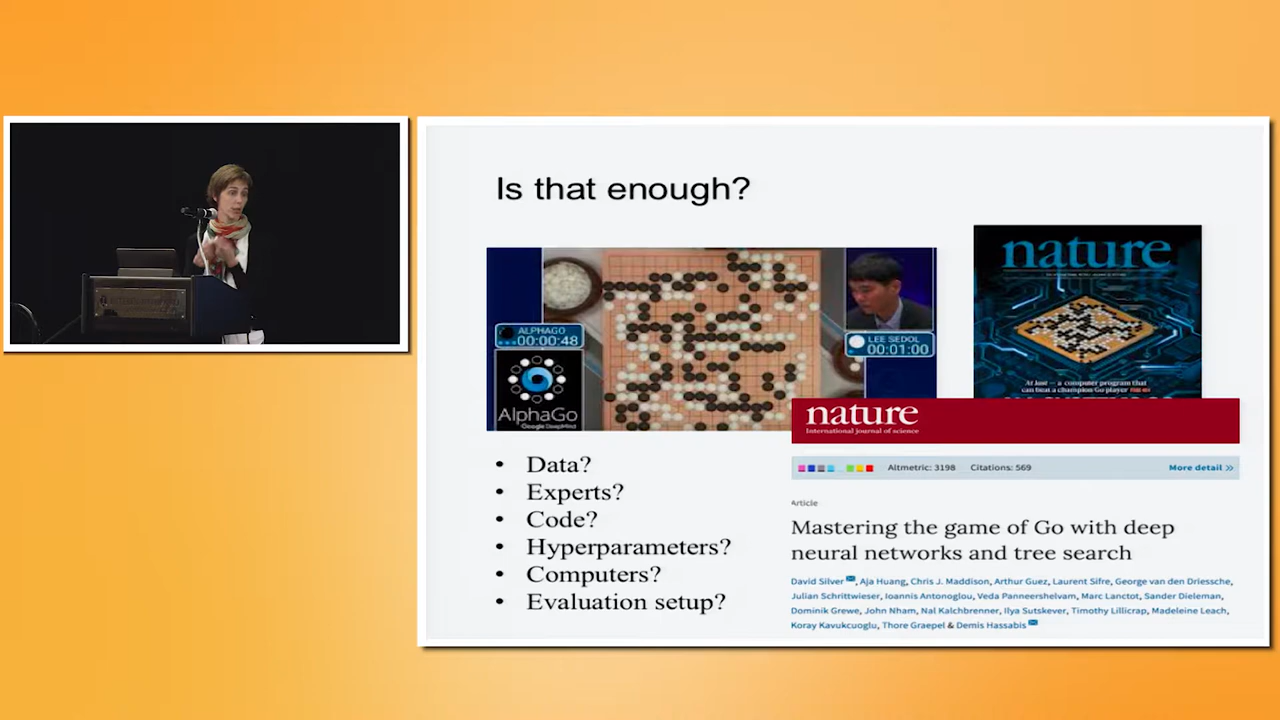 Is that enough?
ALPHAGO
00:00:48
AlphaGo
Google DeepMind
LEE SEDOL
00:01:00
nature
At last — a computer program that
can beat a champion Go player
nature
International journal of science
Altmetric: 3198 Citations: 569 More detail »
Article
Mastering the game of Go with deep
neural networks and tree search
David Silver, Aja Huang, Chris J. Maddison, Arthur Guez, Laurent Sifre, George van den Driessche,
Julian Schrittwieser, Ioannis Antonoglou, Veda Panneershelvam, Marc Lanctot, Sander Dieleman,
Dominik Grewe, John Nham, Nal Kalchbrenner, Ilya Sutskever, Timothy Lillicrap, Madeleine Leach,
Koray Kavukcuoglu, Thore Graepel & Demis Hassabis
• Data?
• Experts?
• Code?
• Hyperparameters?
• Computers?
• Evaluation setup?